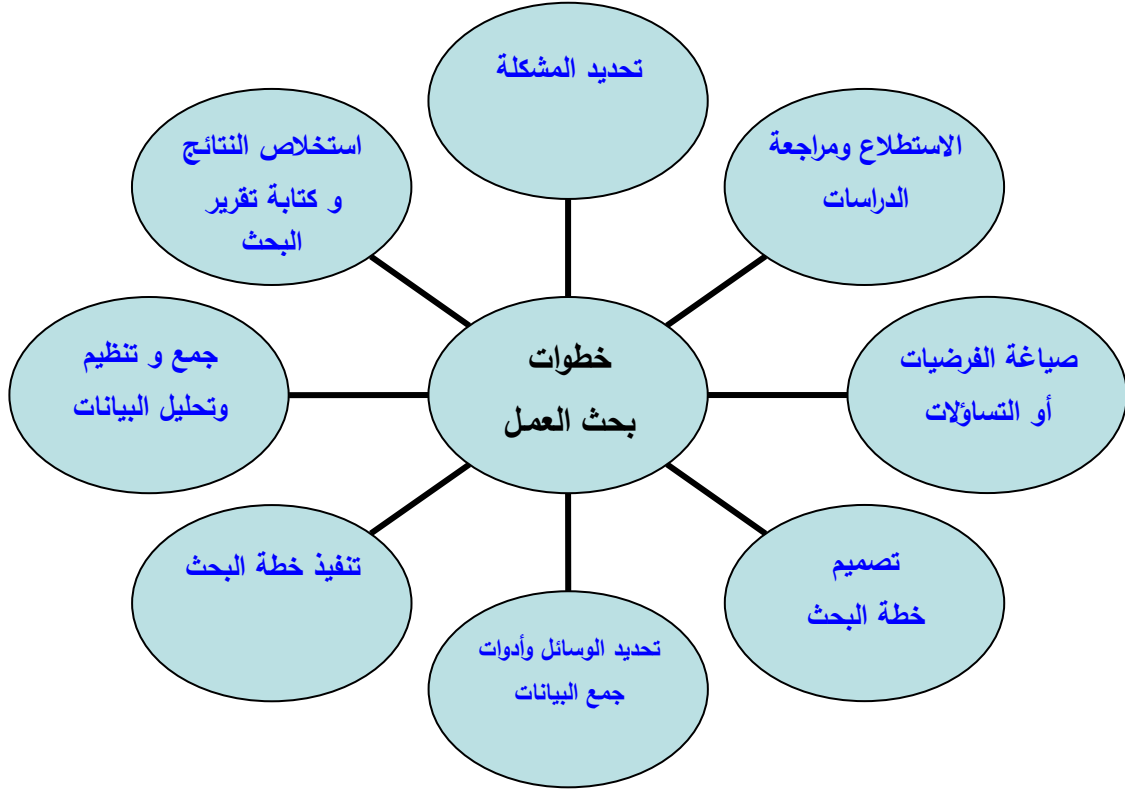 تحديد المشكلة
الاستطلاع ومراجعة
الدراسات
صياغة الفرضيات
أو التساؤلات
تصميم
خطة البحث
تحديد الوسائل وأدوات
جمع البيانات
تنفيذ خطة البحث
جمع و تنظيم
وتحليل البيانات
استخلاص النتائج
و كتابة تقرير
البحث
خطوات
بحث العمل